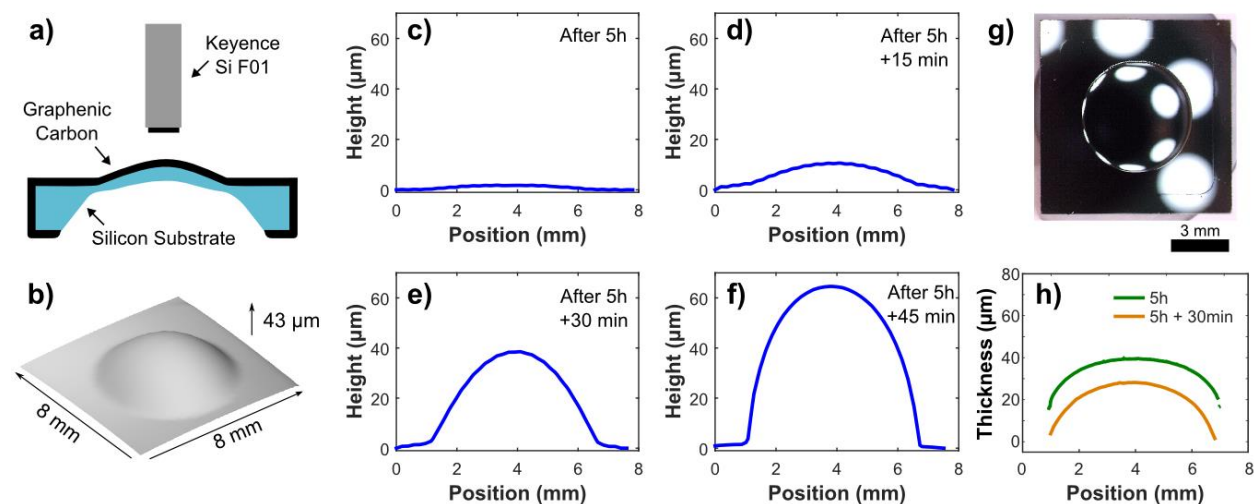 a)
Keyence
Si F01
Graphenic
Carbon
Silicon Substrate
b)
43 µm
8 mm
8 mm
c)
After 5h
Height (µm)
60
40
20
0
0 2 4 6 8
Position (mm)
d)
After 5h
+15 min
Height (µm)
60
40
20
0
0 2 4 6 8
Position (mm)
e)
After 5h
+30 min
Height (µm)
60
40
20
0
0 2 4 6 8
Position (mm)
f)
After 5h
+45 min
Height (µm)
60
40
20
0
0 2 4 6 8
Position (mm)
g)
3 mm
h)
5h
5h + 30min
Thickness (µm)
80
60
40
20
0
0 2 4 6 8
Position (mm)